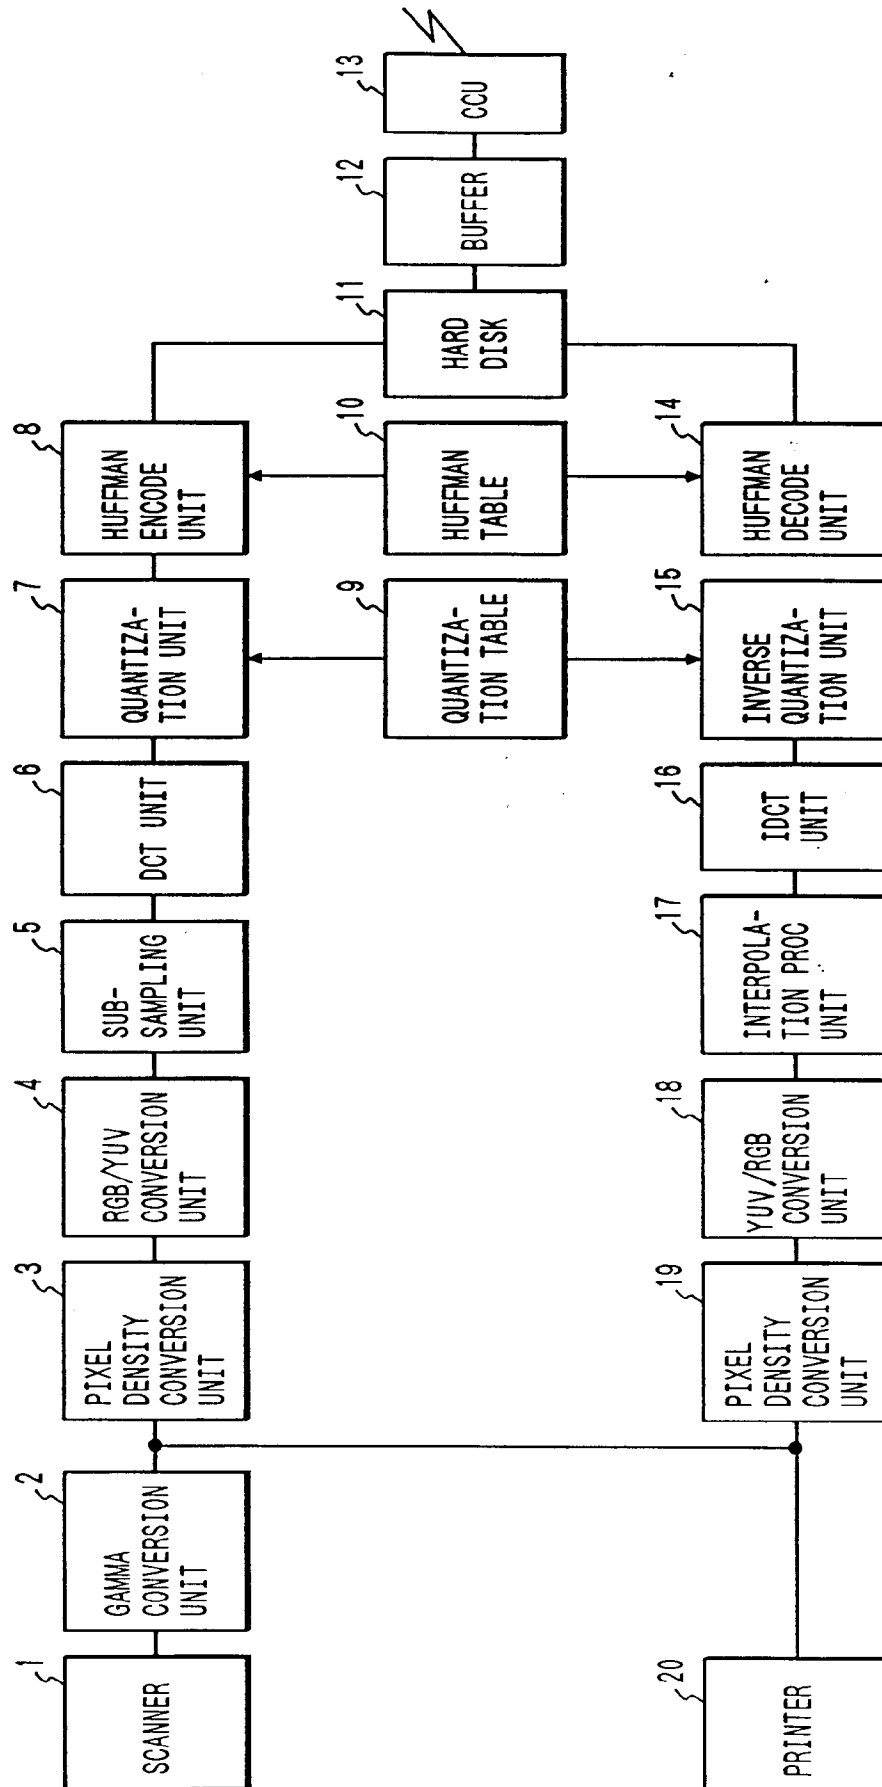 1
SCANNER
2
GAMMA
CONVERSION
UNIT
3
PIXEL
DENSITY
CONVERSION
UNIT
4
RGB/YUV
CONVERSION
UNIT
5
SUB-
SAMPLING
UNIT
6
DCT UNIT
7
QUANTIZA-
TION UNIT
8
HUFFMAN
ENCODE
UNIT
9
QUANTIZA-
TION TABLE
10
HUFFMAN
TABLE
11
HARD
DISK
12
BUFFER
13
CCU
20
PRINTER
19
PIXEL
DENSITY
CONVERSION
UNIT
18
YUV/RGB
CONVERSION
UNIT
17
INTERPOLA-
TION PROC
UNIT
16
IDCT
UNIT
15
INVERSE
QUANTIZA-
TION UNIT
14
HUFFMAN
DECODE
UNIT